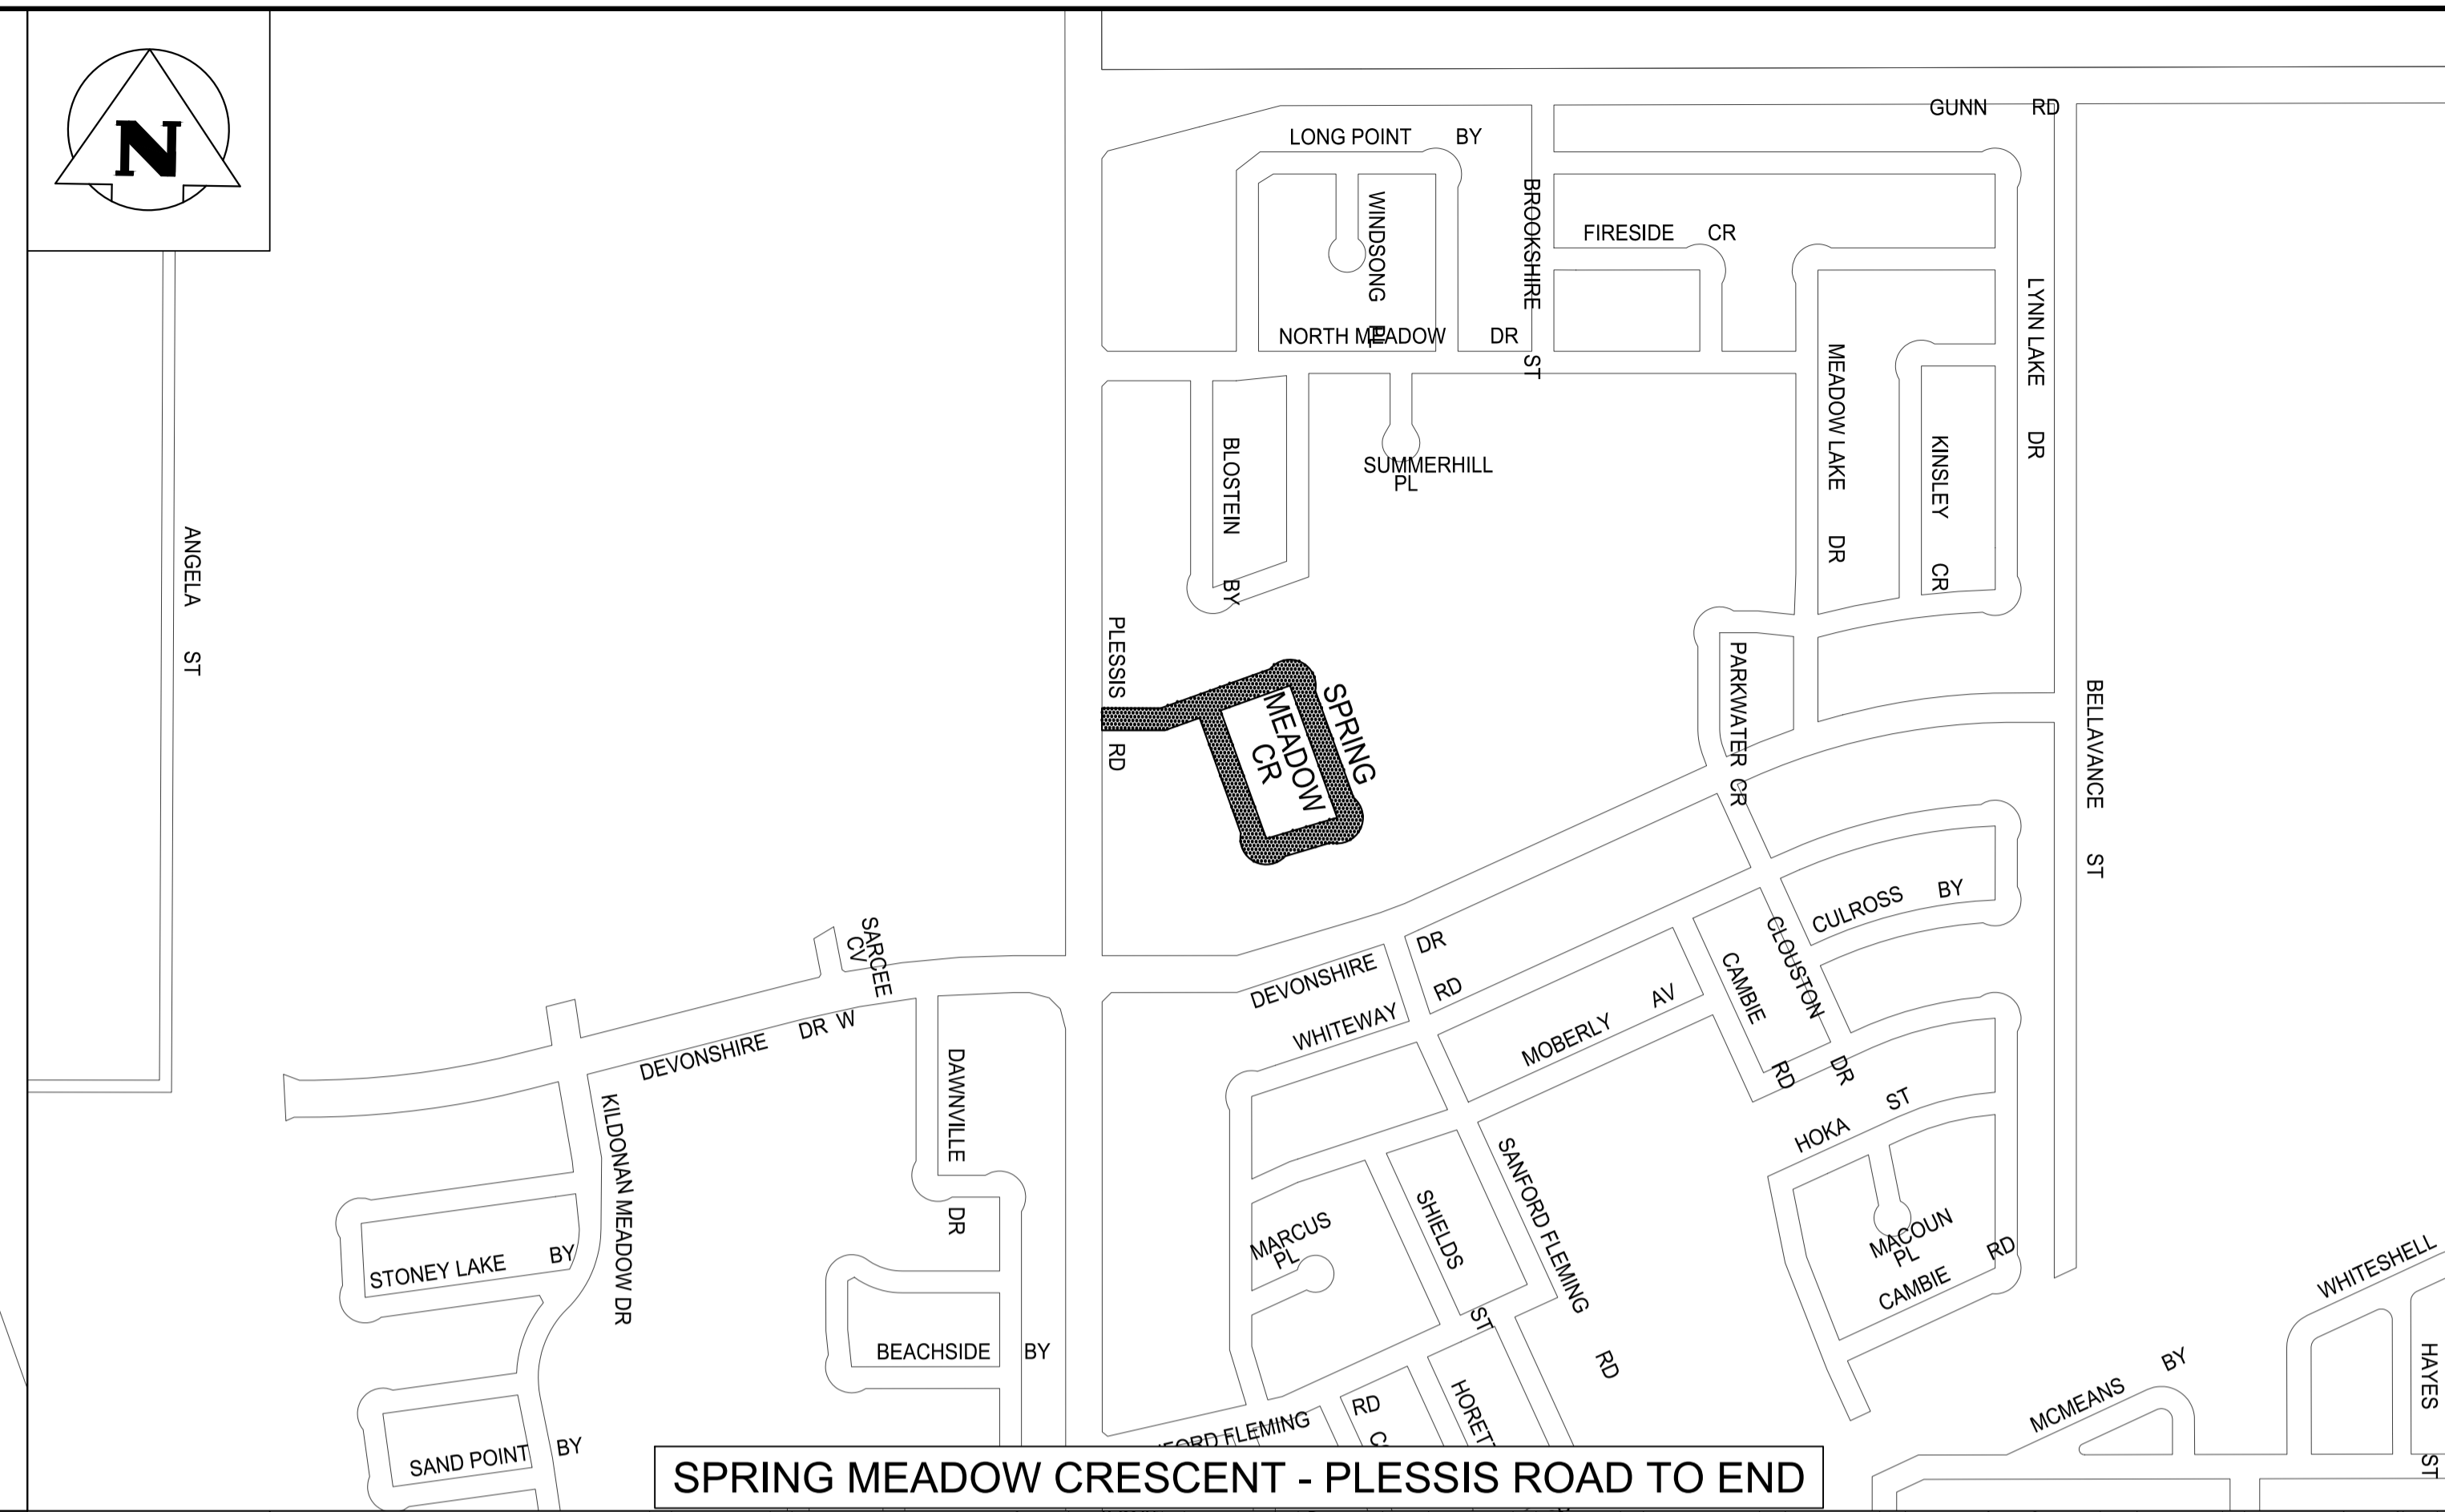 N
GUNN RD
LONG POINT BY
WINDSONG PL
BROOKSHIRE ST
FIRESIDE CR
NORTH MEADOW DR
LYNN LAKE DR
MEADOW LAKE DR
KINSLEY CR
BLOSTEIN BY
SUMMERHILL
PL
ANGELA ST
PLESSIS RD
SPRING
MEADOW
CR
PARKWATER CR
BELLAVANCE ST
SARCEE
CV
DEVONSHIRE DR
WHITEWAY RD
CULROSS BY
CLOUSTON DR
CAMBIE RD
MOBERLY AV
DEVONSHIRE DR W
DAWNVILLE DR
KILDONAN MEADOW DR
HOKA ST
SANFORD FLEMING RD
SHIELDS ST
MARCUS
PL
MACOUN
PL
CAMBIE RD
STONEY LAKE BY
WHITESHELL
BEACHSIDE BY
HAYES ST
MCMEANS BY
FORD FLEMING RD
SAND POINT BY
SPRING MEADOW CRESCENT - PLESSIS ROAD TO END